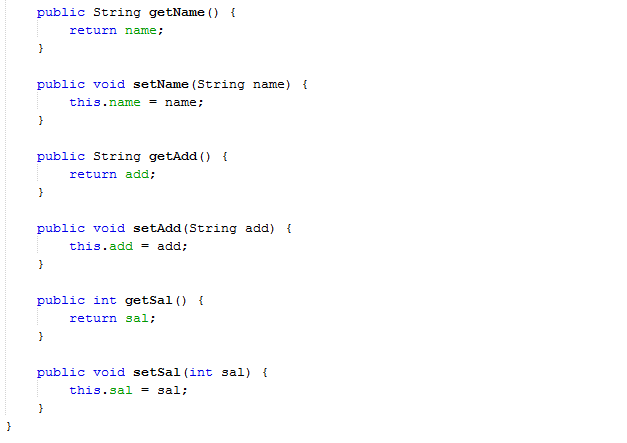 public String getName() {
return name;
}
public void setName(String name) {
this.name = name;
}
public String getAdd() {
return add;
}
public void setAdd(String add) {
this.add = add;
}
public int getSal() {
return sal;
}
public void setSal(int sal) {
this.sal = sal;
}
}